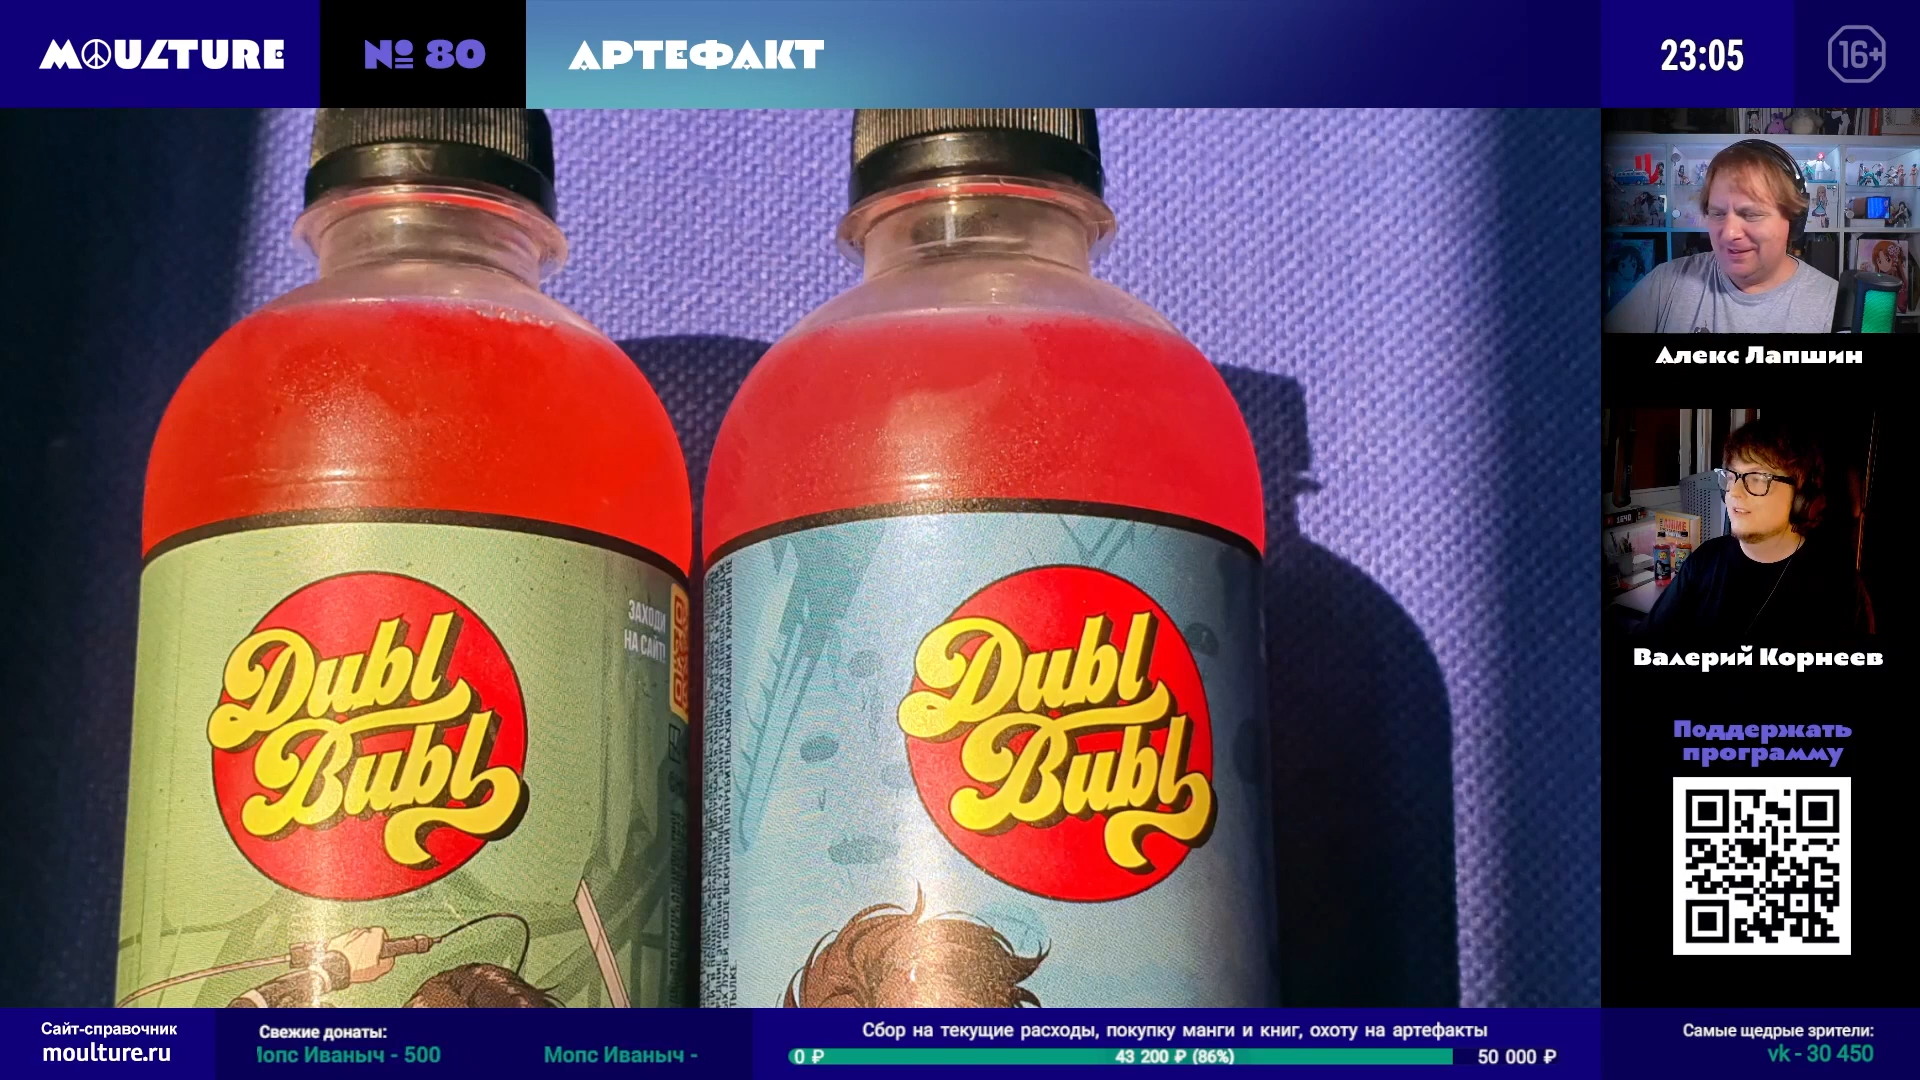 MOULTURE
№ 80
АРТЕФАКТ
23:05
16+
Dubl
Bubl
ЗАХОДИ
НА САЙТ!
Dubl
Bubl
Алекс Лапшин
Валерий Корнеев
Поддержать
программу
Сайт-справочник
moulture.ru
Свежие донаты:
Мопс Иваныч - 500
Мопс Иваныч -
Сбор на текущие расходы, покупку манги и книг, охоту на артефакты
0 ₽
43 200 ₽ (86%)
50 000 ₽
Самые щедрые зрители:
vk - 30 450